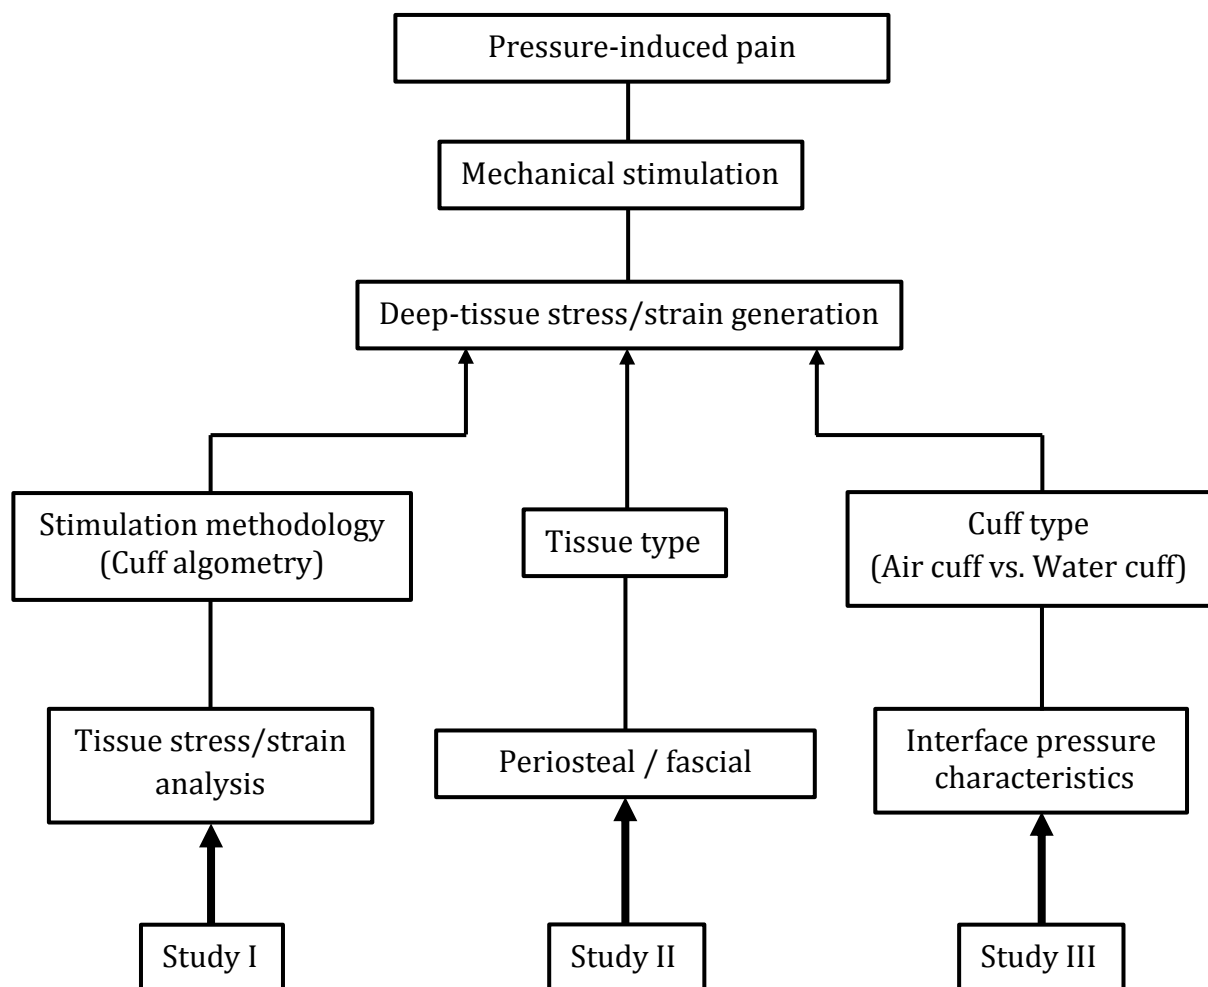 Pressure-induced pain
Mechanical stimulation
Deep-tissue stress/strain generation
Stimulation methodology
(Cuff algometry)
Tissue type
Cuff type
(Air cuff vs. Water cuff)
Tissue stress/strain
analysis
Periosteal / fascial
Interface pressure
characteristics
Study I
Study II
Study III